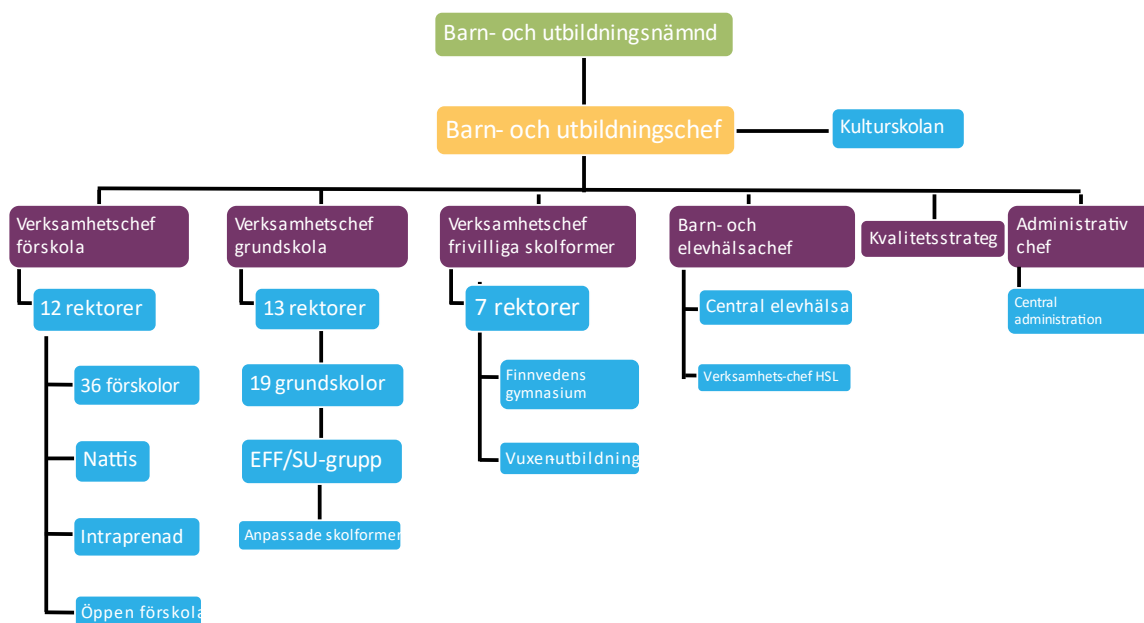 Barn- och utbildningsnämnd
Barn- och utbildningschef
Kulturskolan
Verksamhetschef
förskola
Verksamhetschef
grundskola
Verksamhetschef
frivilliga skolformer
Barn- och
elevhälsachef
Kvalitetsstrateg
Administrativ
chef
12 rektorer
36 förskolor
Nattis
Intraprenad
Öppen förskola
13 rektorer
19 grundskolor
EFF/SU-grupp
Anpassade skolformer
7 rektorer
Finnvedens
gymnasium
Vuxen-utbildning
Central elevhälsa
Verksamhets-chef HSL
Central
administration